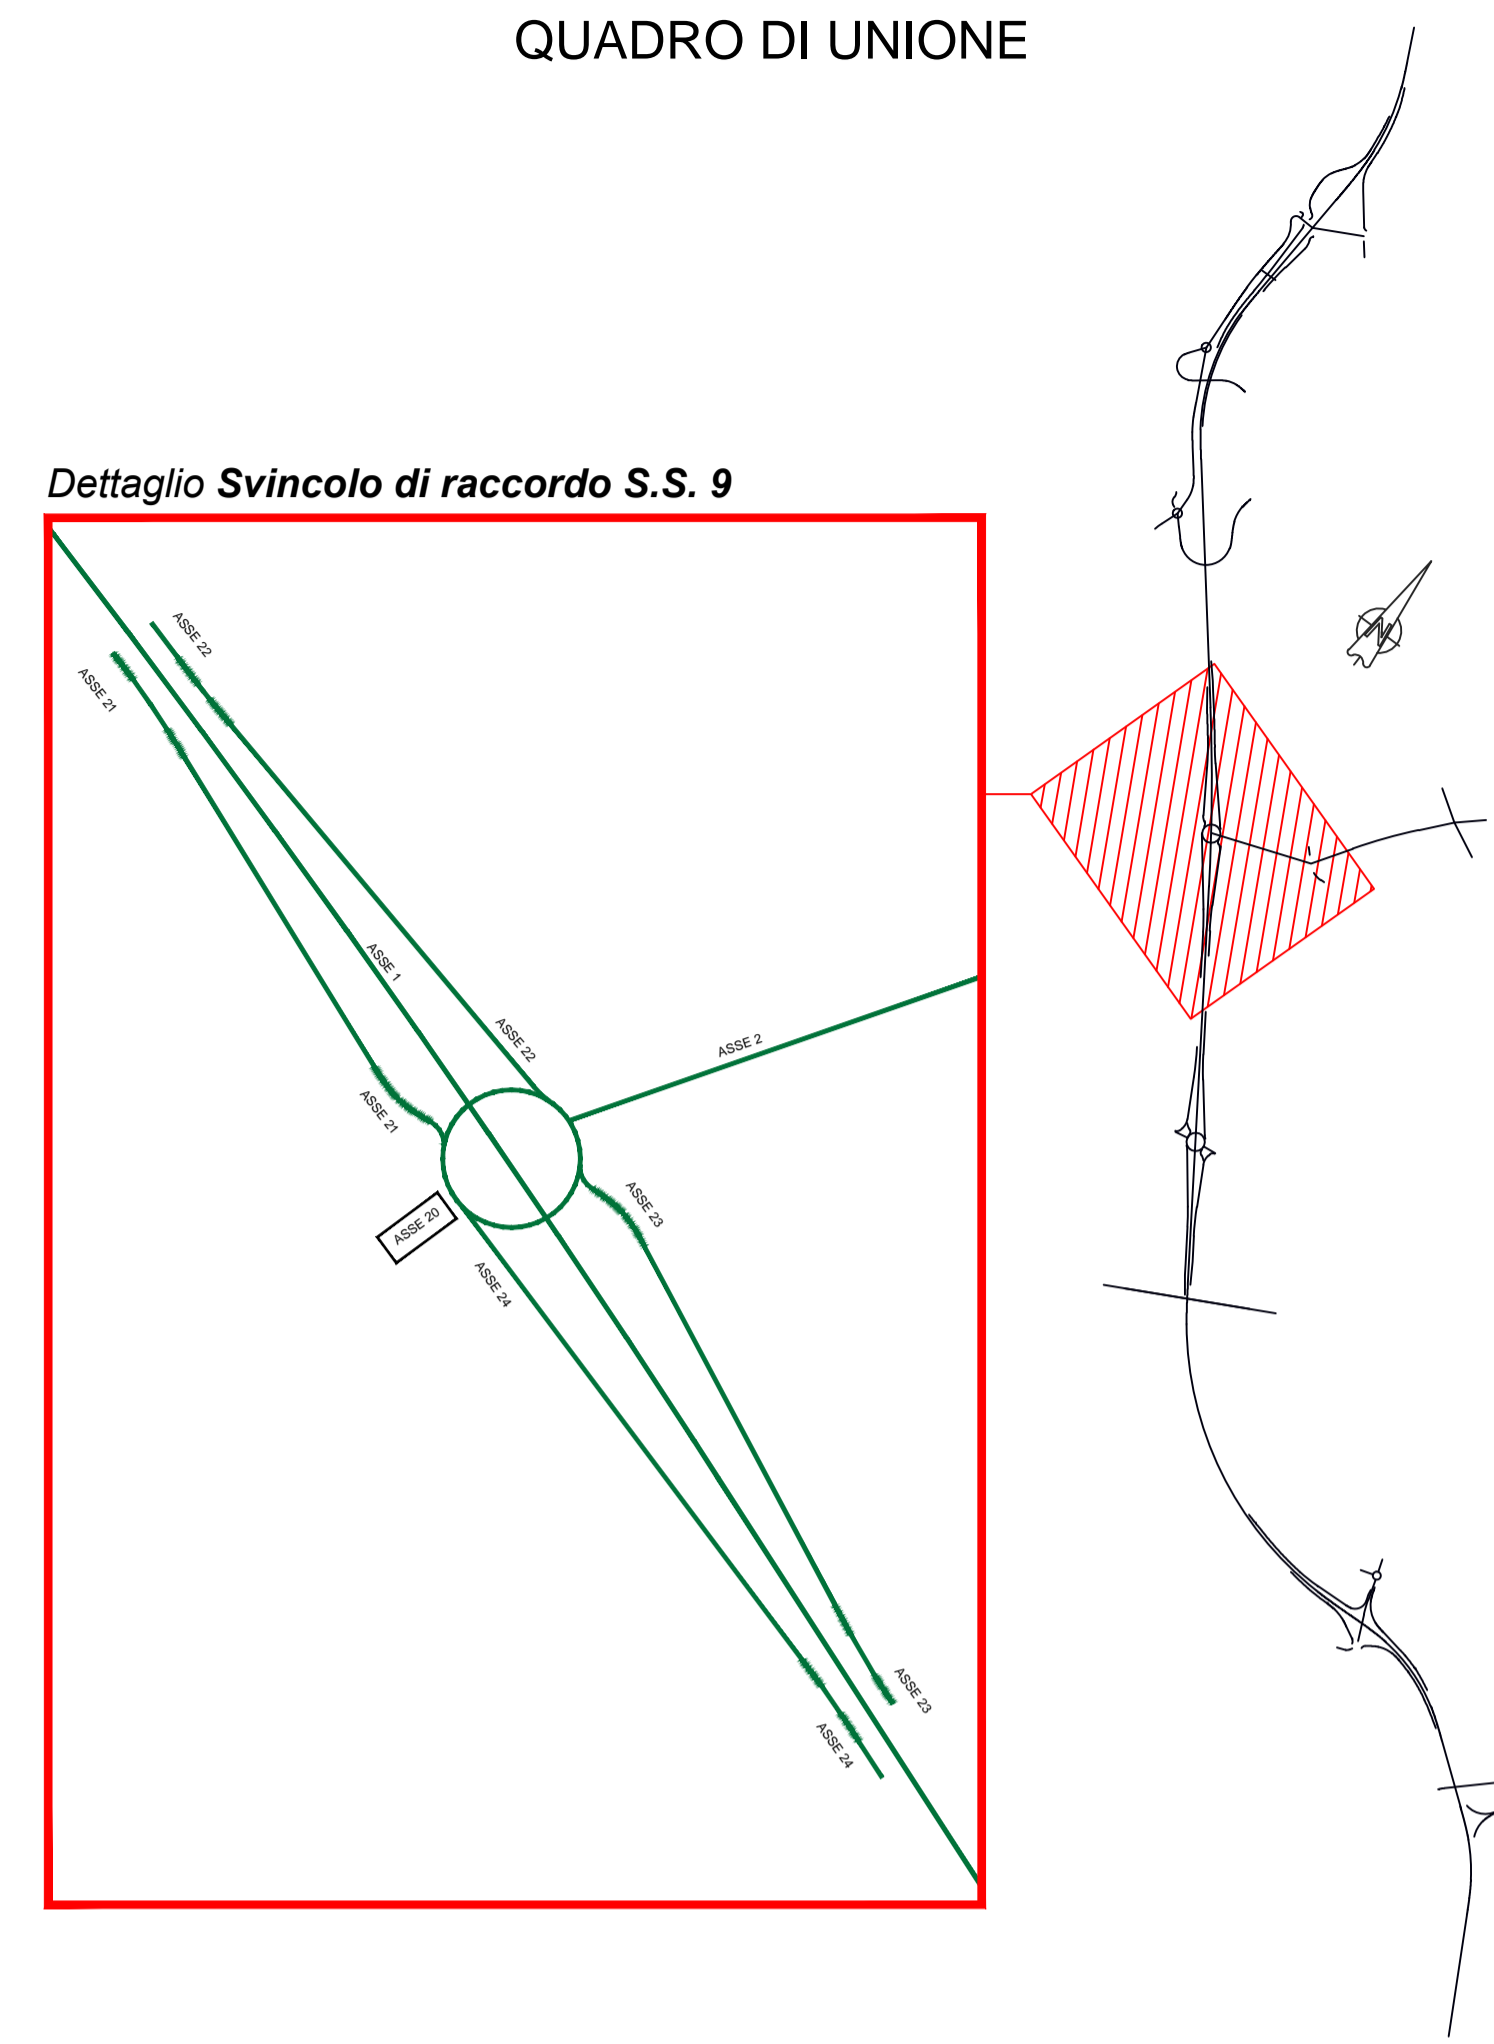 QUADRO DI UNIONE
Dettaglio Svincolo di raccordo S.S. 9
ASSE 22
ASSE 21
ASSE 1
ASSE 22
ASSE 2
ASSE 21
ASSE 20
ASSE 23
ASSE 24
ASSE 23
ASSE 24
N